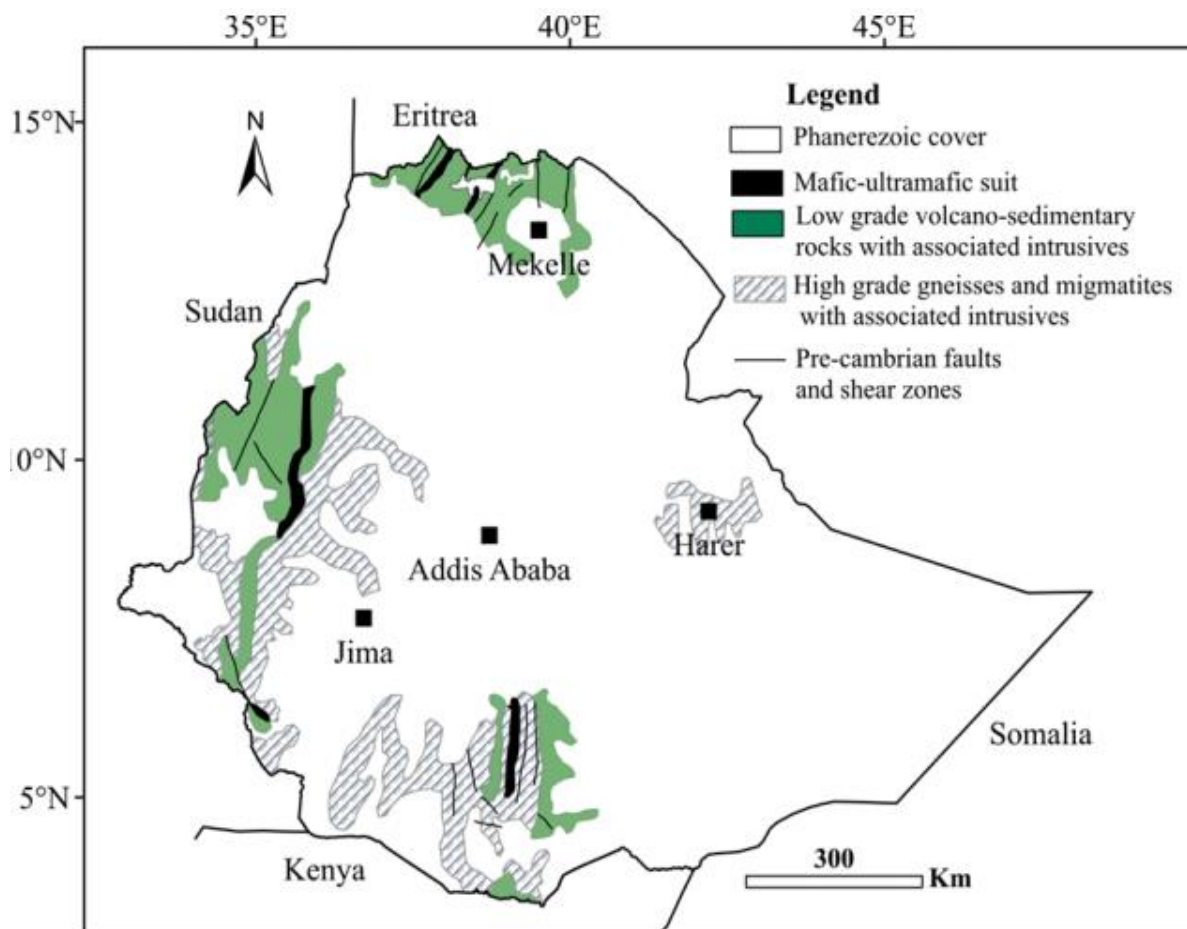 35°E 40°E 45°E
15°N
10°N
5°N
N
Eritrea
Sudan
Mekelle
Addis Ababa
Jima
Harer
Somalia
Kenya
Legend
Phanerezoic cover
Mafic-ultramafic suit
Low grade volcano-sedimentary
rocks with associated intrusives
High grade gneisses and migmatites
with associated intrusives
Pre-cambrian faults
and shear zones
300
Km